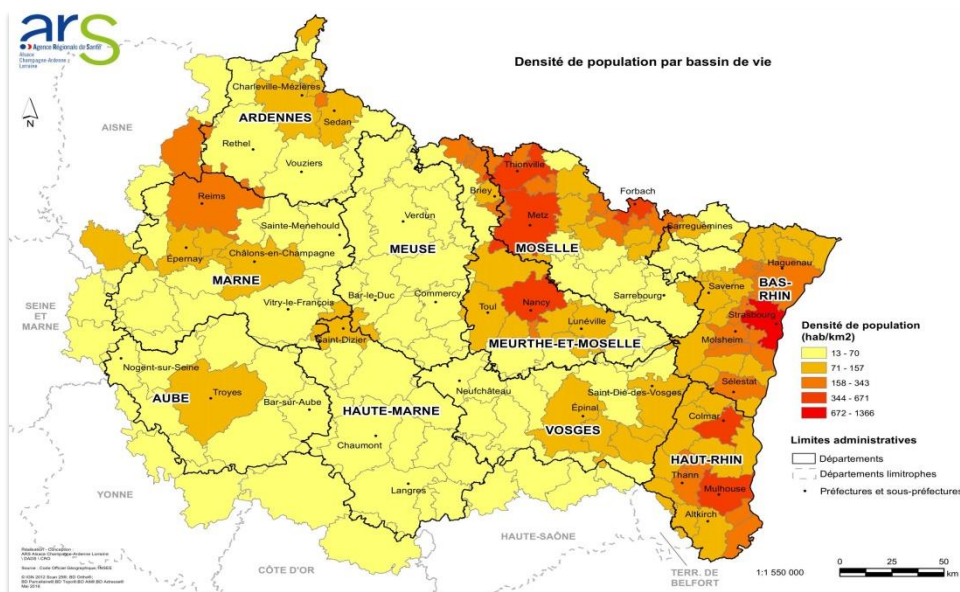 ars
Agence Régionale de Santé
Alsace
Champagne-Ardenne
Lorraine
Densité de population par bassin de vie
N
AISNE
SEINE
ET
MARNE
YONNE
CÔTE D'OR
HAUTE-SAÔNE
TERR. DE
BELFORT
Charleville-Mézières
ARDENNES
Sedan
Rethel
Vouziers
Reims
Sainte-Menehould
Épernay
Châlons-en-Champagne
MARNE
Vitry-le-François
Verdun
MEUSE
Bar-le-Duc
Commercy
Saint-Dizier
Briey
Thionville
Metz
MOSELLE
Forbach
Sarreguemines
Sarrebourg
Toul
Nancy
Lunéville
MEURTHE-ET-MOSELLE
Haguenau
Saverne
BAS-
RHIN
Strasbourg
Molsheim
Sélestat
Nogent-sur-Seine
AUBE
Troyes
Bar-sur-Aube
HAUTE-MARNE
Chaumont
Langres
Neufchâteau
Saint-Dié-des-Vosges
Épinal
VOSGES
Colmar
HAUT-RHIN
Thann
Mulhouse
Altkirch
Densité de population
(hab/km2)
13 - 70
71 - 157
158 - 343
344 - 671
672 - 1366
Limites administratives
Départements
Départements limitrophes
Préfectures et sous-préfectures
1:1 550 000
0 25 50
km